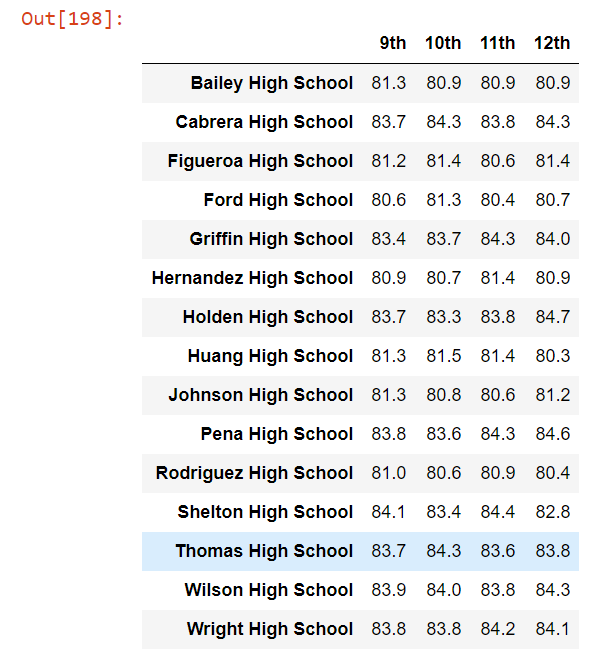 Out[198]:
9th 10th 11th 12th
Bailey High School 81.3 80.9 80.9 80.9
Cabrera High School 83.7 84.3 83.8 84.3
Figueroa High School 81.2 81.4 80.6 81.4
Ford High School 80.6 81.3 80.4 80.7
Griffin High School 83.4 83.7 84.3 84.0
Hernandez High School 80.9 80.7 81.4 80.9
Holden High School 83.7 83.3 83.8 84.7
Huang High School 81.3 81.5 81.4 80.3
Johnson High School 81.3 80.8 80.6 81.2
Pena High School 83.8 83.6 84.3 84.6
Rodriguez High School 81.0 80.6 80.9 80.4
Shelton High School 84.1 83.4 84.4 82.8
Thomas High School 83.7 84.3 83.6 83.8
Wilson High School 83.9 84.0 83.8 84.3
Wright High School 83.8 83.8 84.2 84.1